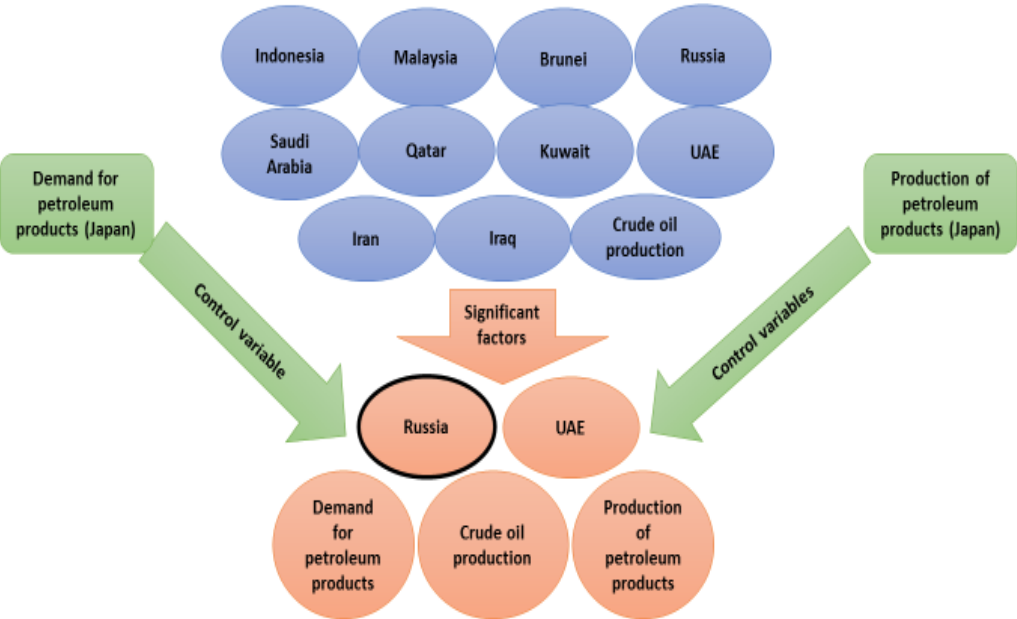 Indonesia
Malaysia
Brunei
Russia
Saudi
Arabia
Qatar
Kuwait
UAE
Demand for
petroleum
products (Japan)
Production of
petroleum
products (Japan)
Iran
Iraq
Crude oil
production
Control variable
Significant
factors
Control variables
Russia
UAE
Demand
for
petroleum
products
Crude oil
production
Production
of
petroleum
products